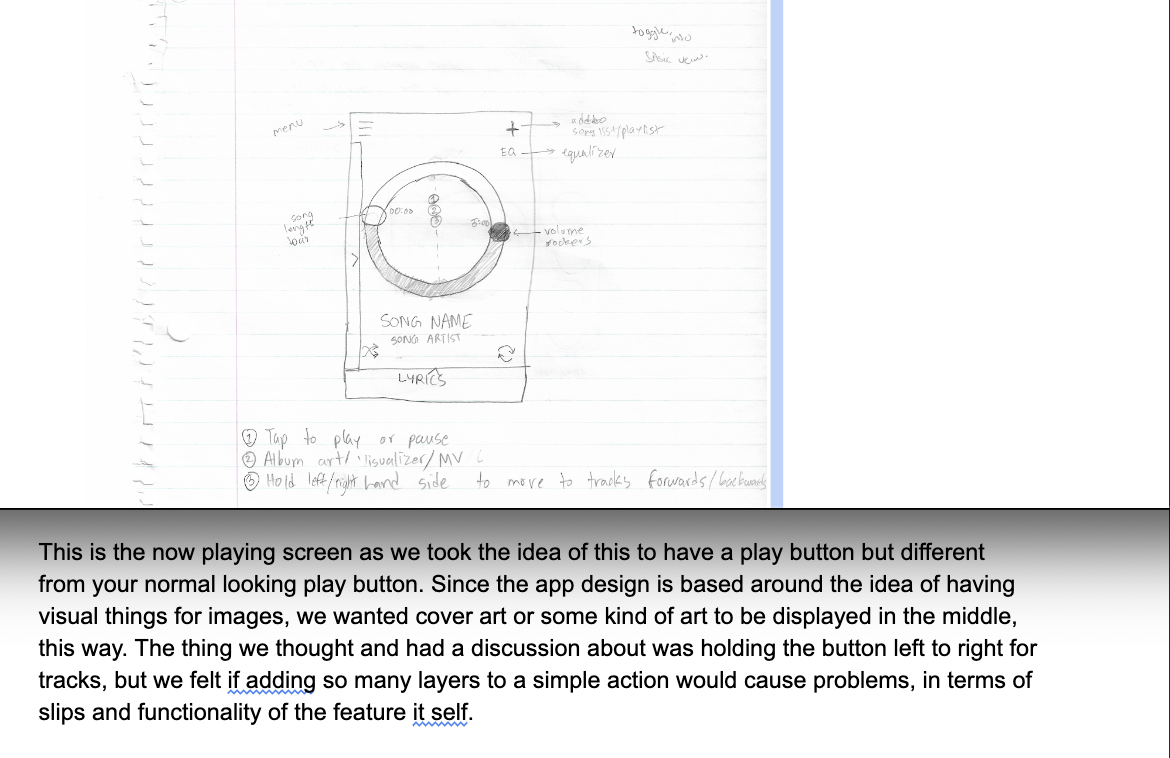 toggle into
menu
+
added to
song list/playlist
EQ
equalizer
song
length
bar
00:00
1
2
3
3:00
volume
rockers
SONG NAME
SONG ARTIST
LYRICS
1 Tap to play or pause
2 Album art/visualizer/MV
3 Hold left/right hand side to move to tracks forwards/backwards
This is the now playing screen as we took the idea of this to have a play button but different
from your normal looking play button. Since the app design is based around the idea of having
visual things for images, we wanted cover art or some kind of art to be displayed in the middle,
this way. The thing we thought and had a discussion about was holding the button left to right for
tracks, but we felt if adding so many layers to a simple action would cause problems, in terms of
slips and functionality of the feature it self.